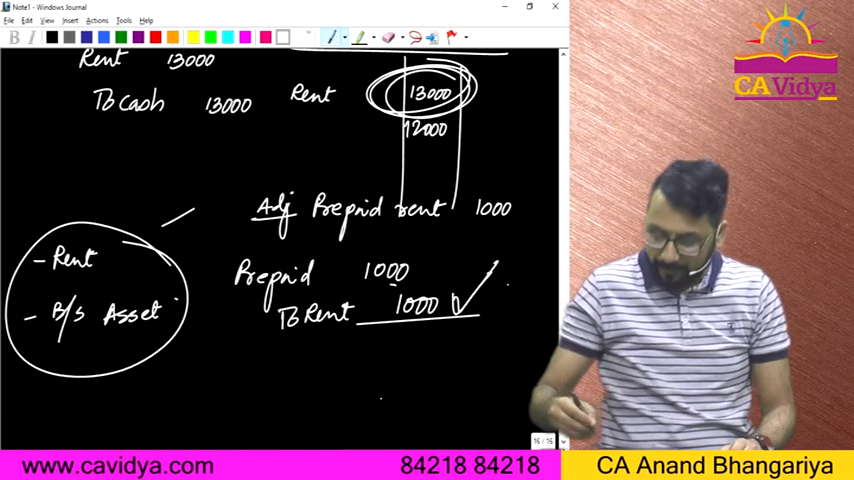 Note1 - Windows Journal
File Edit View Insert Actions Tools Help
B I
Rent 13000
To Cash 13000 Rent 13000
12000
Adj Prepaid rent 1000
- Rent
Prepaid 1000
- B/S Asset
To Rent 1000
16 / 16
CA Vidya
www.cavidya.com 84218 84218 CA Anand Bhangariya